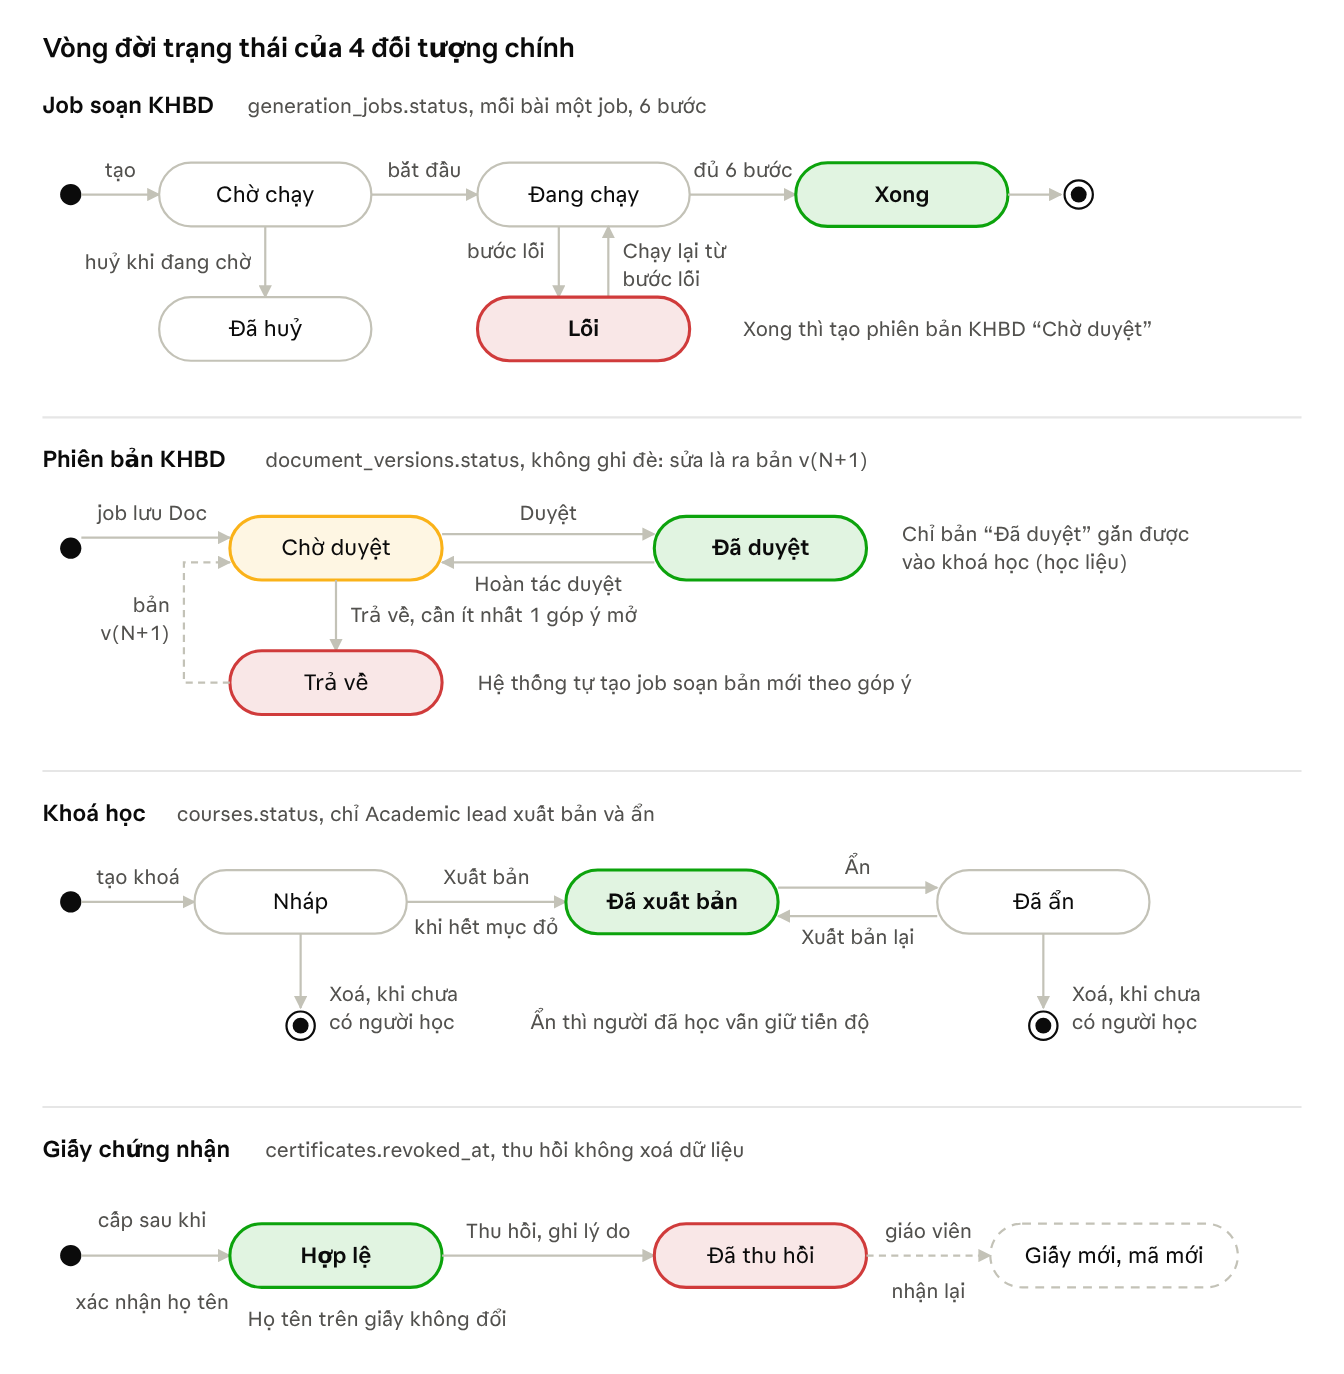 Vòng đời trạng thái của 4 đối tượng chính
Job soạn KHBD generation_jobs.status, mỗi bài một job, 6 bước
tạo
Chờ chạy
bắt đầu
Đang chạy
đủ 6 bước
Xong
huỷ khi đang chờ
bước lỗi
Chạy lại từ
bước lỗi
Đã huỷ
Lỗi
Xong thì tạo phiên bản KHBD “Chờ duyệt”
Phiên bản KHBD document_versions.status, không ghi đè: sửa là ra bản v(N+1)
job lưu Doc
Chờ duyệt
Duyệt
Hoàn tác duyệt
Đã duyệt
Chỉ bản “Đã duyệt” gắn được
vào khoá học (học liệu)
bản
v(N+1)
Trả về, cần ít nhất 1 góp ý mở
Trả về
Hệ thống tự tạo job soạn bản mới theo góp ý
Khoá học courses.status, chỉ Academic lead xuất bản và ẩn
tạo khoá
Nháp
Xuất bản
khi hết mục đỏ
Đã xuất bản
Ẩn
Xuất bản lại
Đã ẩn
Xoá, khi chưa
có người học
Ẩn thì người đã học vẫn giữ tiến độ
Xoá, khi chưa
có người học
Giấy chứng nhận certificates.revoked_at, thu hồi không xoá dữ liệu
cấp sau khi
xác nhận họ tên
Hợp lệ
Thu hồi, ghi lý do
Đã thu hồi
giáo viên
nhận lại
Giấy mới, mã mới
Họ tên trên giấy không đổi